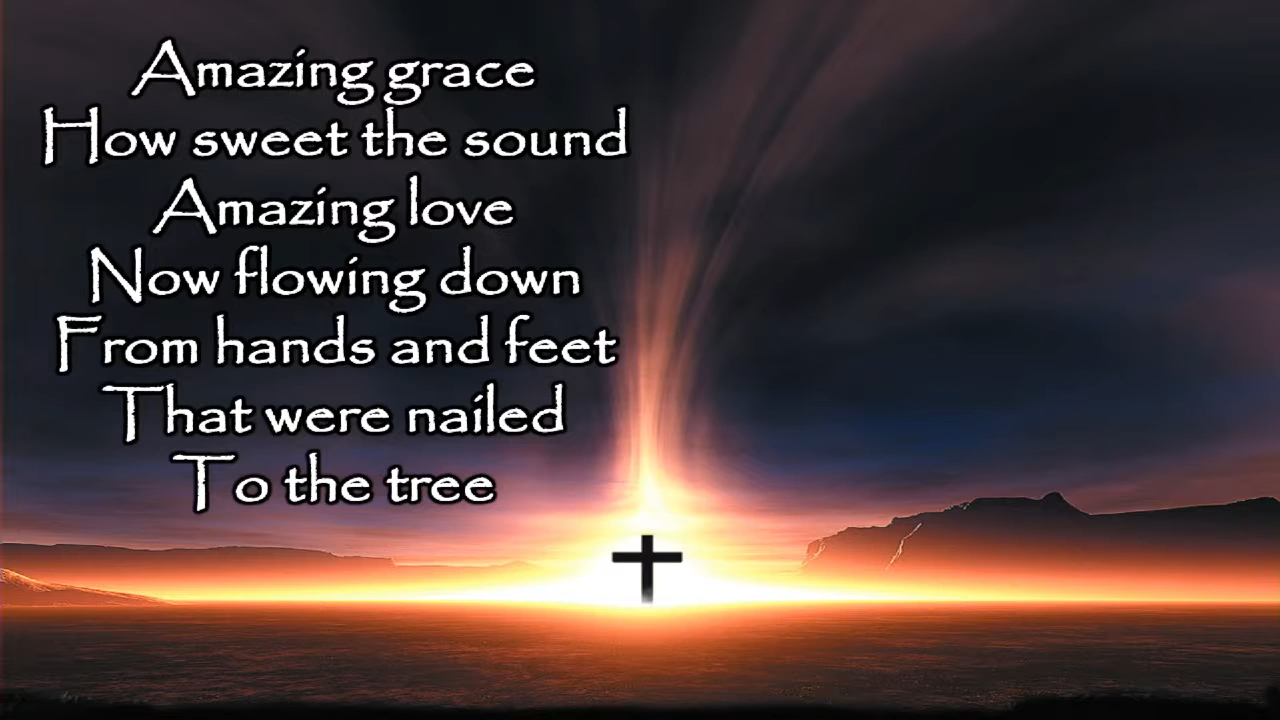 Amazing grace
How sweet the sound
Amazing love
Now flowing down
From hands and feet
That were nailed
To the tree